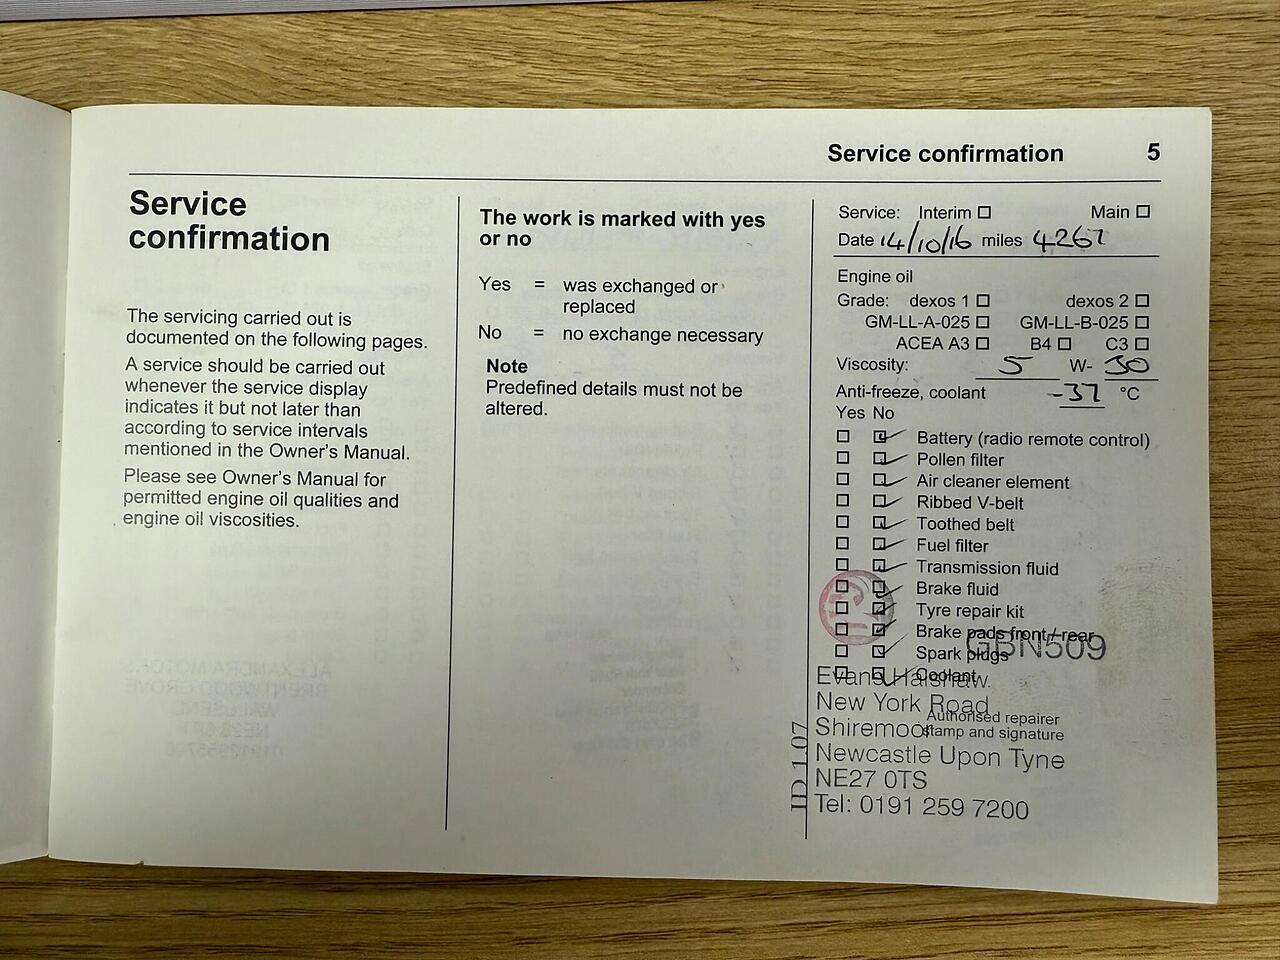 Service confirmation 5
Service
confirmation
The servicing carried out is
documented on the following pages.
A service should be carried out
whenever the service display
indicates it but not later than
according to service intervals
mentioned in the Owner's Manual.
Please see Owner's Manual for
permitted engine oil qualities and
engine oil viscosities.
The work is marked with yes
or no
Yes = was exchanged or
replaced
No = no exchange necessary
Note
Predefined details must not be
altered.
Service: Interim Main
Date 14/10/16 miles
Engine oil
Grade: dexos 1 dexos 2
GM-LL-A-025 GM-LL-B-025
ACEA A3 B4 C3
Viscosity: 5 W- 30
Anti-freeze, coolant -37 °C
Yes No
Battery (radio remote control)
Pollen filter
Air cleaner element
Ribbed V-belt
Toothed belt
Fuel filter
Transmission fluid
Brake fluid
Tyre repair kit
Brake pads front / rear
GBN509
Spark plugs
Coolant
Evans Halshaw
New York Road
Authorised repairer
Shiremoor
stamp and signature
Newcastle Upon Tyne
NE27 0TS
Tel: 0191 259 7200
ID 1.07
ALEXANDRA MOTORS
BRENTWOOD GROVE